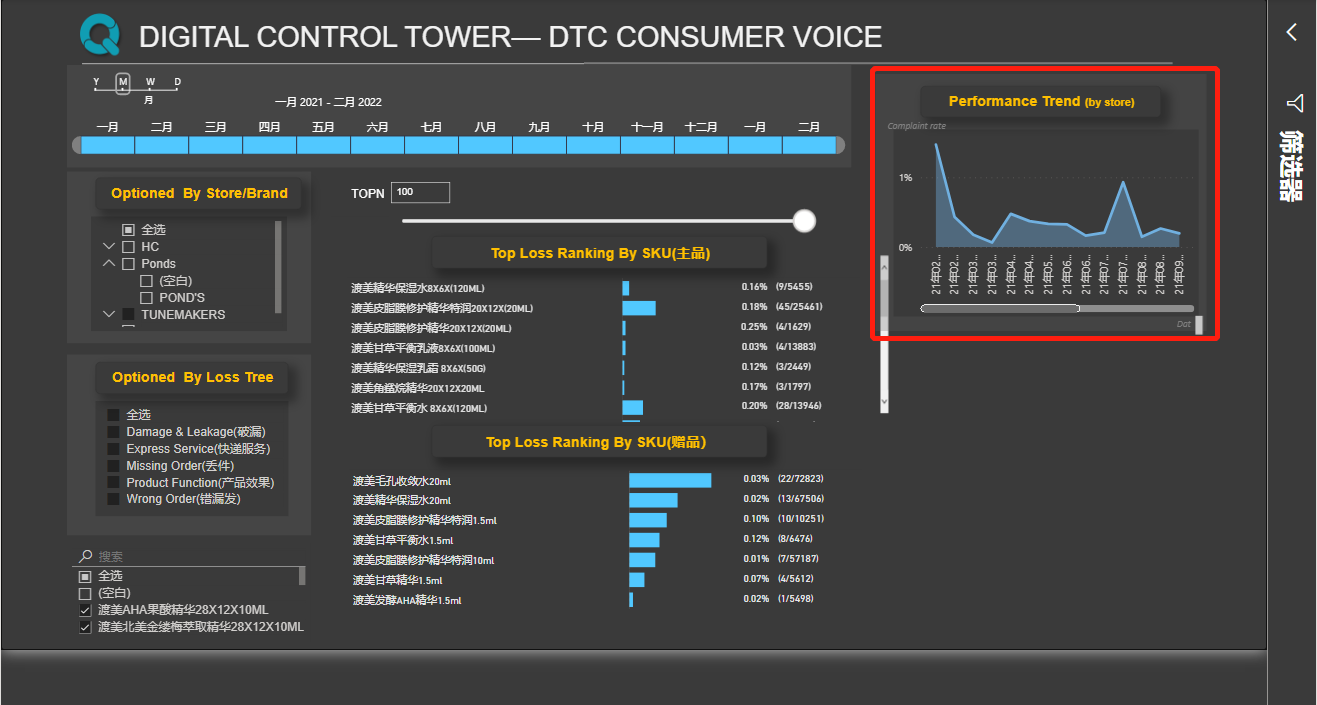 DIGITAL CONTROL TOWER— DTC CONSUMER VOICE
Y M W D
月
一月 2021 - 二月 2022
一月 二月 三月 四月 五月 六月 七月 八月 九月 十月 十一月 十二月 一月 二月
Optioned By Store/Brand
全选
HC
Ponds
(空白)
POND'S
TUNEMAKERS
Optioned By Loss Tree
全选
Damage & Leakage(破漏)
Express Service(快递服务)
Missing Order(丢件)
Product Function(产品效果)
Wrong Order(错漏发)
搜索
全选
(空白)
渡美AHA果酸精华28X12X10ML
渡美北美金缕梅萃取精华28X12X10ML
TOPN 100
Top Loss Ranking By SKU(主品)
渡美精华保湿水8X6X(120ML) 0.16% (9/5455)
渡美皮脂膜修护精华特润20X12X(20ML) 0.18% (45/25461)
渡美皮脂膜修护精华20X12X(20ML) 0.25% (4/1629)
渡美甘草平衡乳液8X6X(100ML) 0.03% (4/13883)
渡美精华保湿乳霜 8X6X(50G) 0.12% (3/2449)
渡美角鲨烷精华20X12X20ML 0.17% (3/1797)
渡美甘草平衡水 8X6X(120ML) 0.20% (28/13946)
Top Loss Ranking By SKU(赠品)
渡美毛孔收敛水20ml 0.03% (22/72823)
渡美精华保湿水20ml 0.02% (13/67506)
渡美皮脂膜修护精华特润1.5ml 0.10% (10/10251)
渡美甘草平衡水1.5ml 0.12% (8/6476)
渡美皮脂膜修护精华特润10ml 0.01% (7/57187)
渡美甘草精华1.5ml 0.07% (4/5612)
渡美发酵AHA精华1.5ml 0.02% (1/5498)
Performance Trend (by store)
Complaint rate
1%
0%
21年02... 21年02... 21年03... 21年03... 21年04... 21年04... 21年05... 21年06... 21年06... 21年07... 21年07... 21年08... 21年08... 21年09...
Dat
筛选器